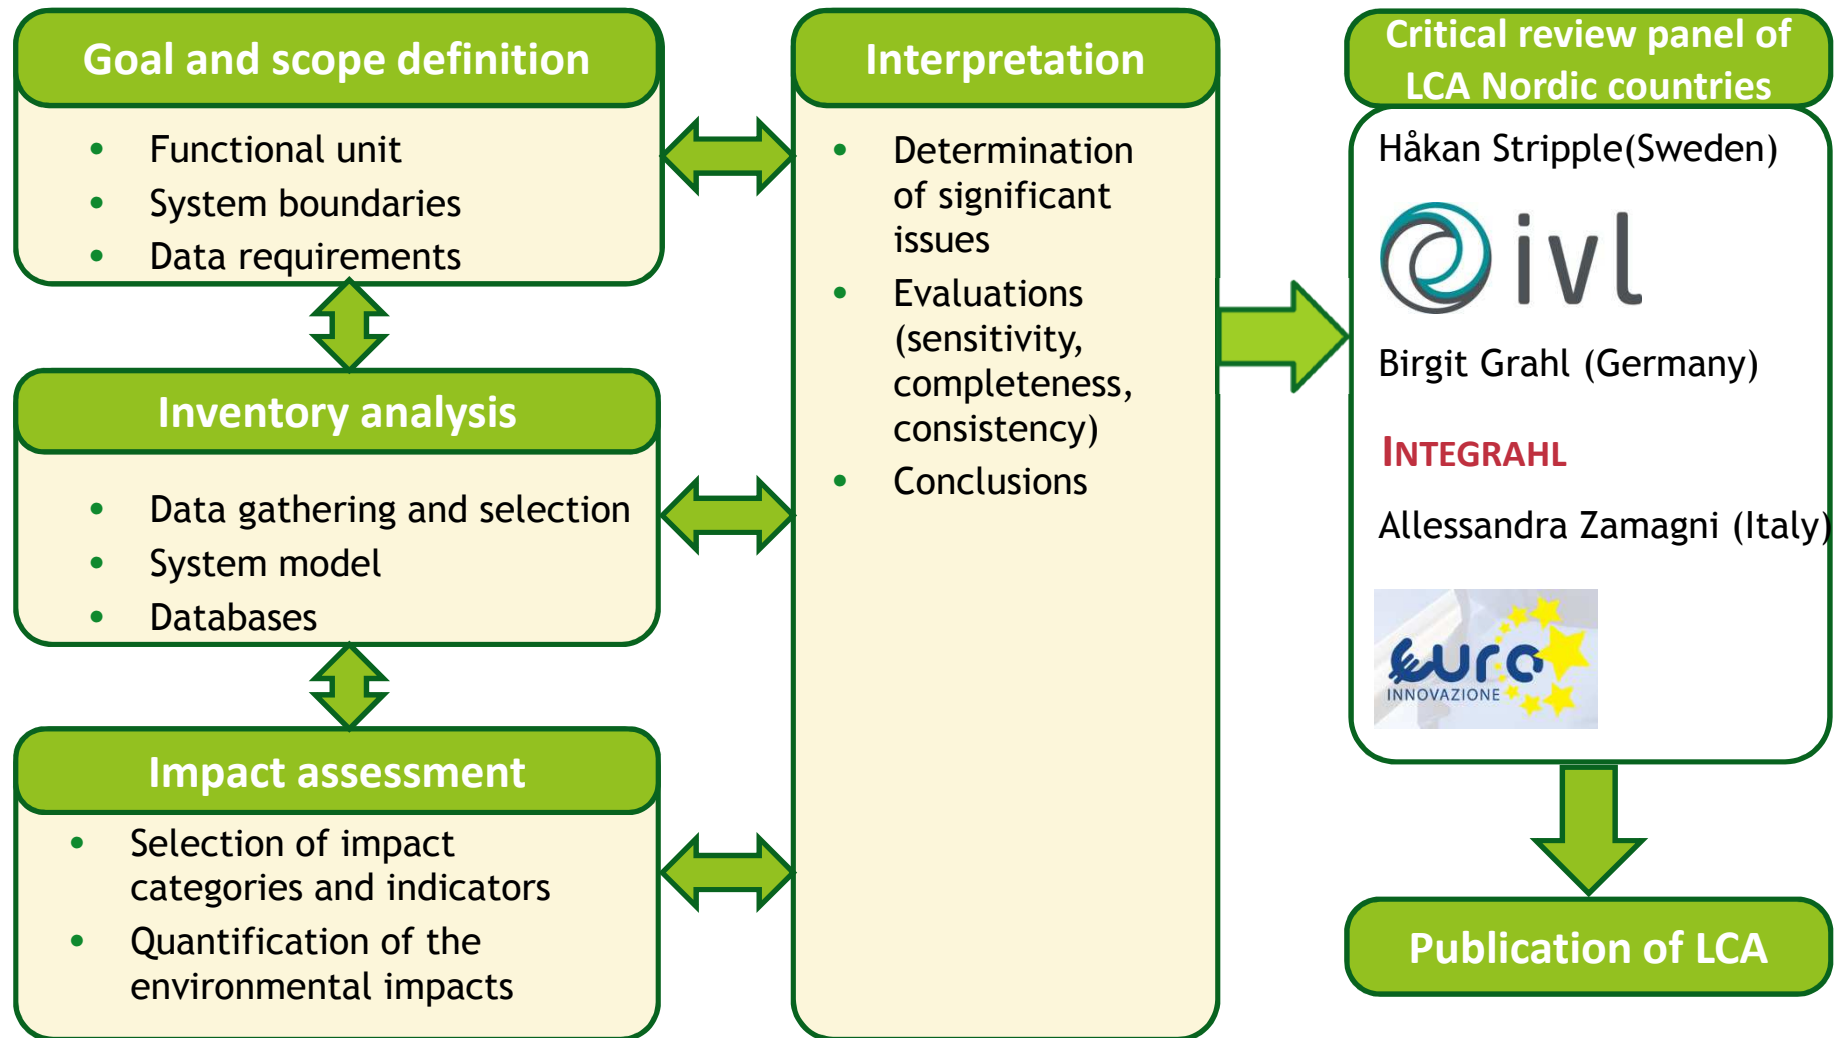 Goal and scope definition
• Functional unit
• System boundaries
• Data requirements
Inventory analysis
• Data gathering and selection
• System model
• Databases
Impact assessment
• Selection of impact
categories and indicators
• Quantification of the
environmental impacts
Interpretation
• Determination
of significant
issues
• Evaluations
(sensitivity,
completeness,
consistency)
• Conclusions
Critical review panel of
LCA Nordic countries
Håkan Stripple(Sweden)
ivl
Birgit Grahl (Germany)
INTEGRAHL
Allessandra Zamagni (Italy)
euro
INNOVAZIONE
Publication of LCA